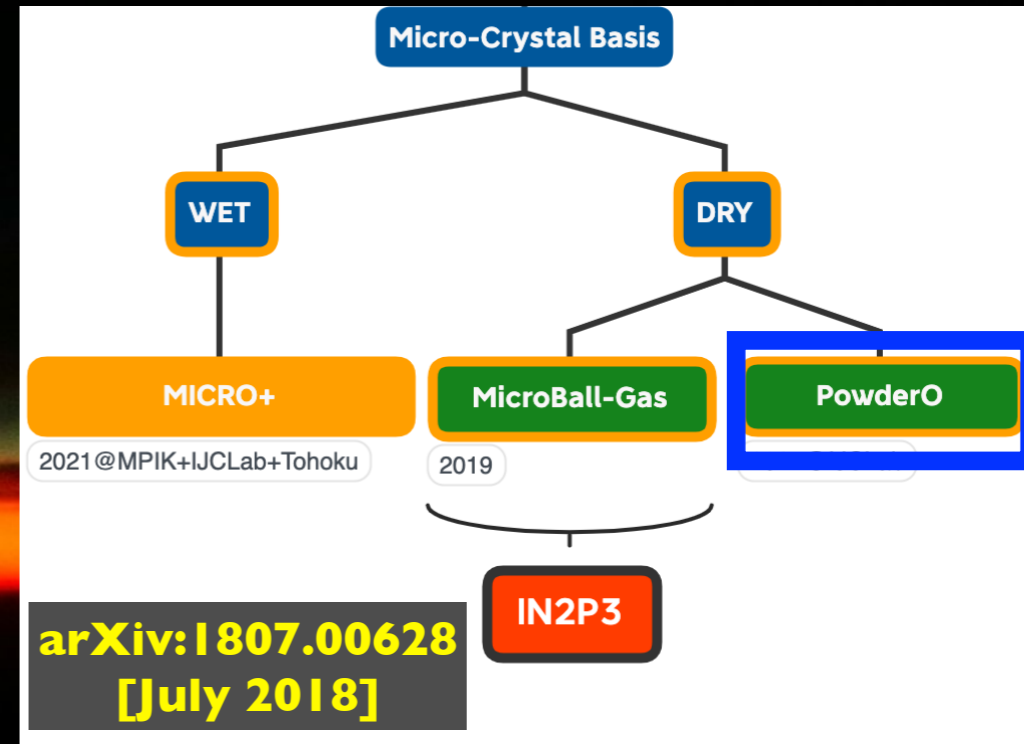 Micro-Crystal Basis
WET
DRY
MICRO+
MicroBall-Gas
PowderO
2021@MPIK+IJCLab+Tohoku
2019
IN2P3
arXiv:1807.00628
[July 2018]